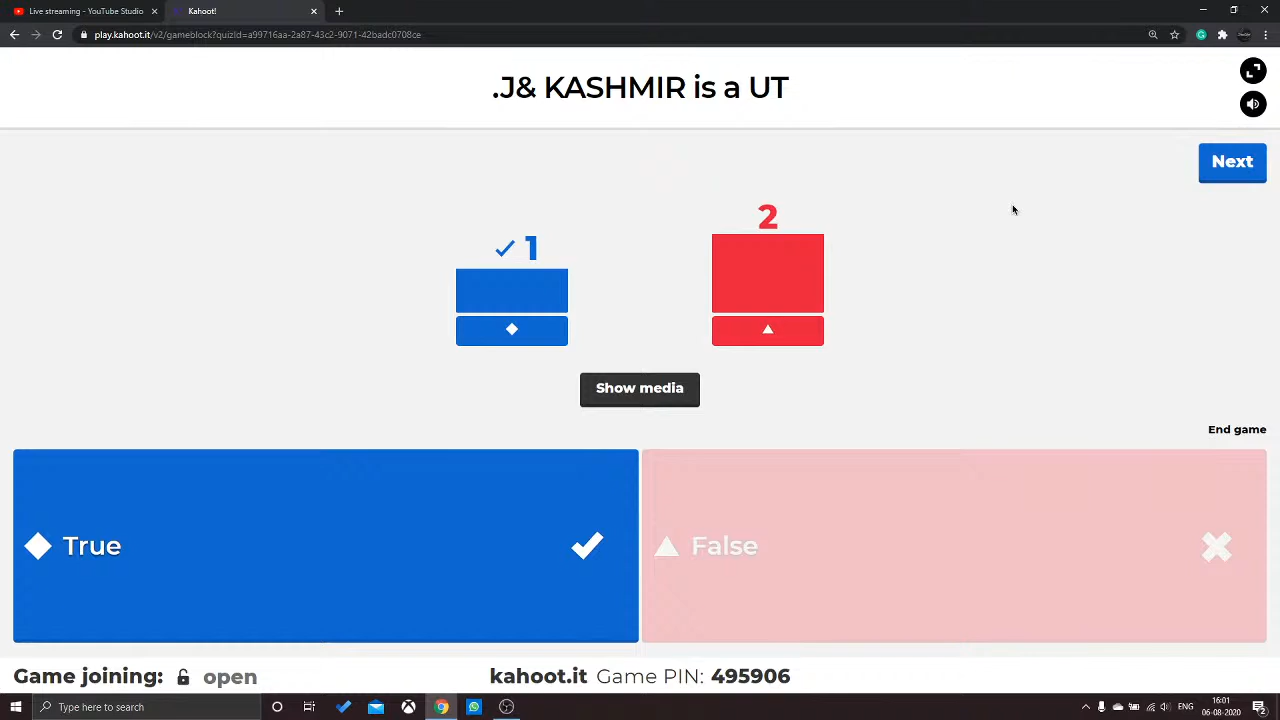 Live streaming - YouTube Studio
Kahoot!
play.kahoot.it/v2/gameblock?quizId=a99716aa-2a87-43c2-9071-42badc0708ce
.J& KASHMIR is a UT
Next
1
2
Show media
End game
True
False
Game joining: open
kahoot.it Game PIN: 495906
Type here to search
ENG
16:01
06-08-2020
2